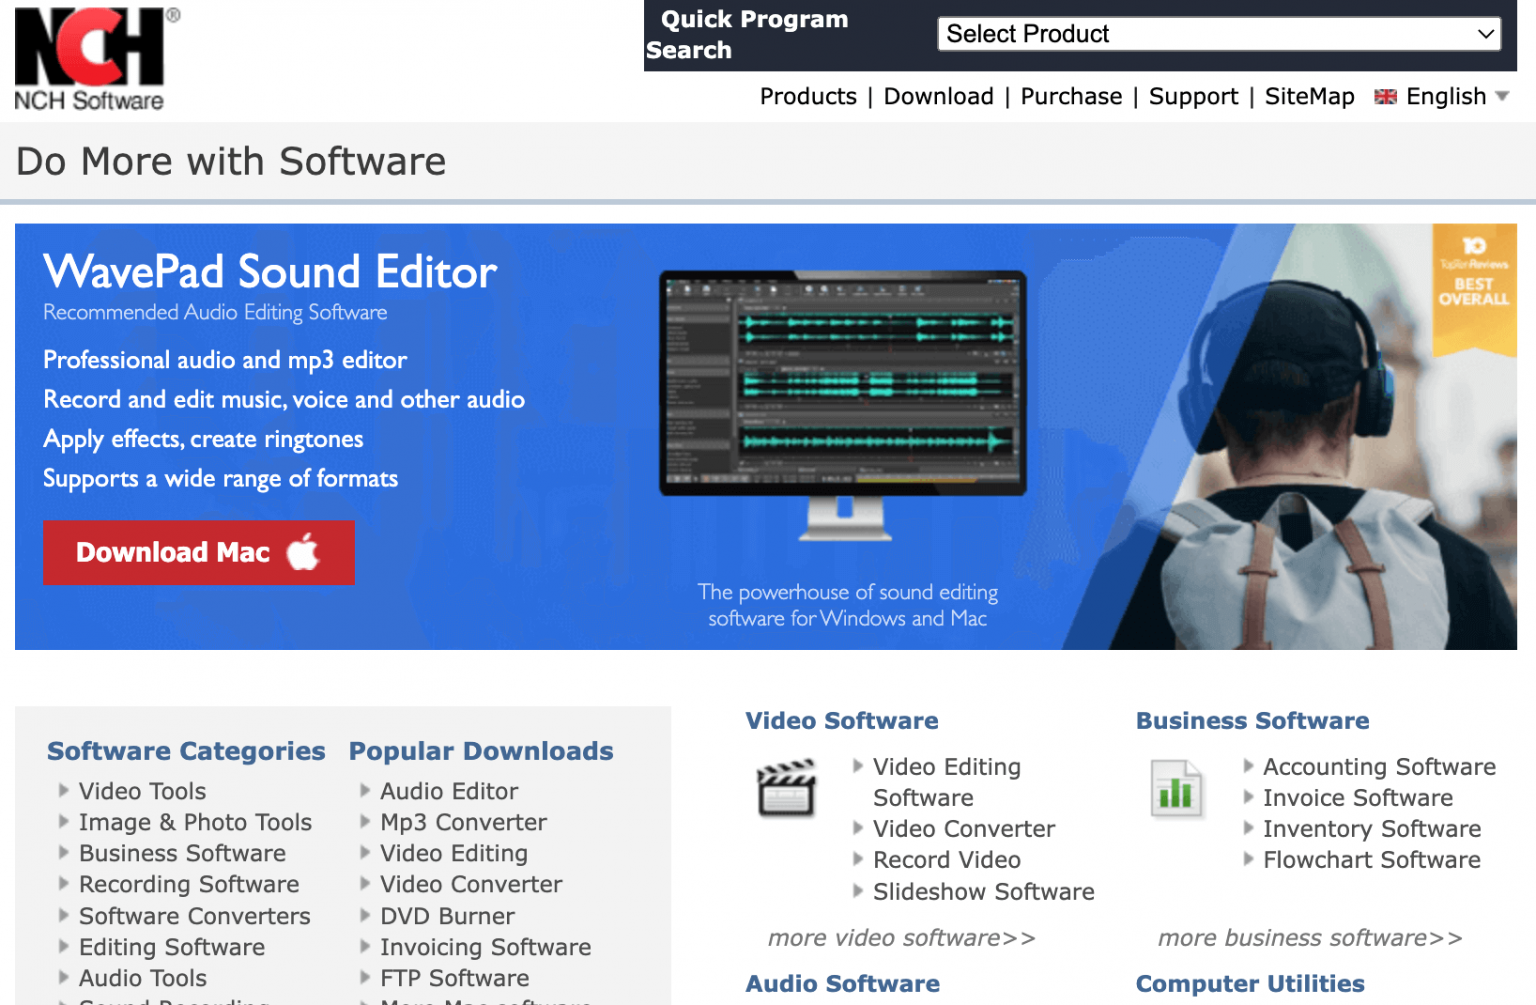 NCH®
NCH Software
Quick Program
Search
Select Product
Products | Download | Purchase | Support | SiteMap English
Do More with Software
WavePad Sound Editor
Recommended Audio Editing Software
Professional audio and mp3 editor
Record and edit music, voice and other audio
Apply effects, create ringtones
Supports a wide range of formats
Download Mac
The powerhouse of sound editing
software for Windows and Mac
10
TopTenReviews
BEST
OVERALL
Software Categories
Video Tools
Image & Photo Tools
Business Software
Recording Software
Software Converters
Editing Software
Audio Tools
Sound Recording
Popular Downloads
Audio Editor
Mp3 Converter
Video Editing
Video Converter
DVD Burner
Invoicing Software
FTP Software
More Mac software
Video Software
Video Editing
Software
Video Converter
Record Video
Slideshow Software
more video software>>
Business Software
Accounting Software
Invoice Software
Inventory Software
Flowchart Software
more business software>>
Audio Software
Computer Utilities